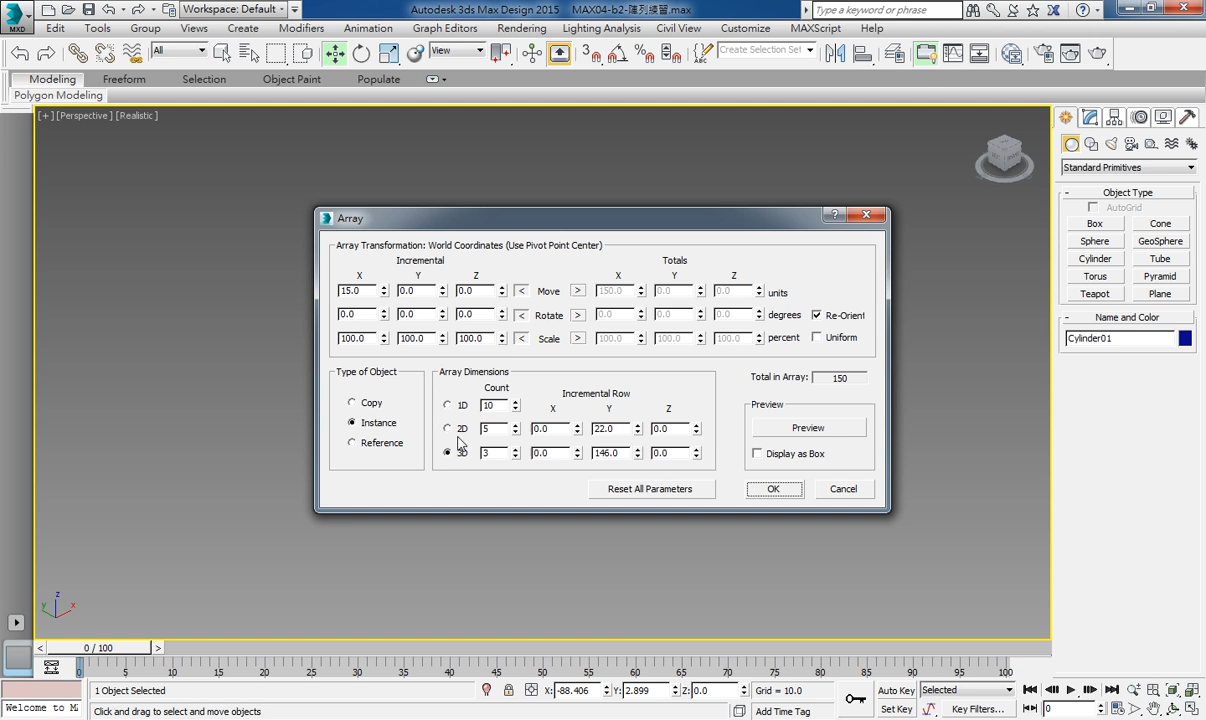 MXD
Workspace: Default
Autodesk 3ds Max Design 2015 MAX04-b2-陣列練習.max
Type a keyword or phrase
Edit Tools Group Views Create Modifiers Animation Graph Editors Rendering Lighting Analysis Civil View Customize MAXScript Help
All View 3 Create Selection Set
Modeling Freeform Selection Object Paint Populate
Polygon Modeling
[+] [Perspective ] [Realistic ]
Standard Primitives
Object Type
AutoGrid
Box Cone
Sphere GeoSphere
Cylinder Tube
Torus Pyramid
Teapot Plane
Name and Color
Cylinder01
Array
Array Transformation: World Coordinates (Use Pivot Point Center)
Incremental Totals
X Y Z X Y Z
15.0 0.0 0.0 < Move > 150.0 0.0 0.0 units
0.0 0.0 0.0 < Rotate > 0.0 0.0 0.0 degrees Re-Orient
100.0 100.0 100.0 < Scale > 100.0 100.0 100.0 percent Uniform
Type of Object
Copy
Instance
Reference
Array Dimensions
Count Incremental Row
X Y Z
1D 10
2D 5 0.0 22.0 0.0
3D 3 0.0 146.0 0.0
Total in Array: 150
Preview
Preview
Display as Box
Reset All Parameters OK Cancel
z
y x
< 0 / 100 >
0 5 10 15 20 25 30 35 40 45 50 55 60 65 70 75 80 85 90 95 100
1 Object Selected X: -88.406 Y: 2.899 Z: 0.0 Grid = 10.0 Auto Key Selected
Welcome to M Click and drag to select and move objects Add Time Tag Set Key Key Filters... 0